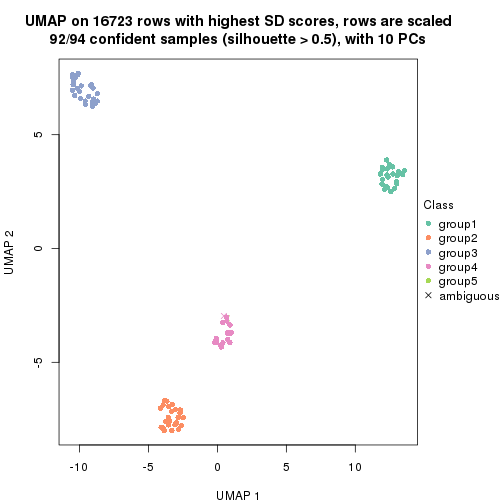 UMAP on 16723 rows with highest SD scores, rows are scaled
92/94 confident samples (silhouette > 0.5), with 10 PCs
5
0
-5
UMAP 2
-10 -5 0 5 10
UMAP 1
Class
group1
group2
group3
group4
group5
ambiguous